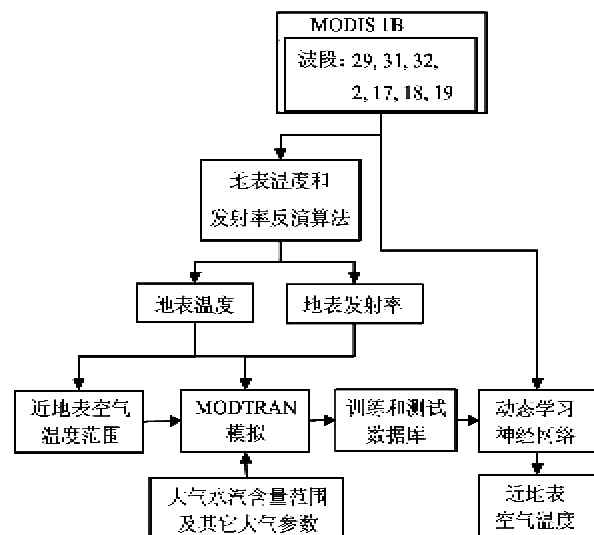 MODIS 1B
波段: 29, 31, 32,
2, 17, 18, 19
地表温度和
发射率反演算法
地表温度
地表发射率
近地表空气
温度范围
MODTRAN
模拟
训练和测试
数据库
动态学习
神经网络
大气水汽含量范围
及其它大气参数
近地表
空气温度